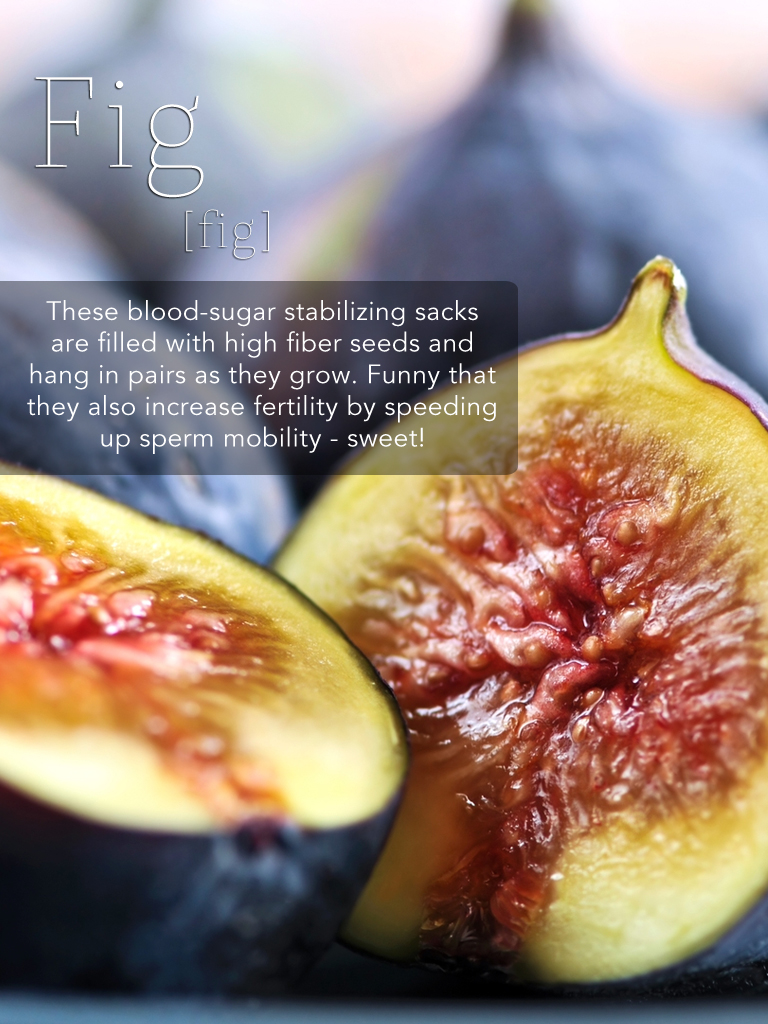 Fig
[fig]
These blood-sugar stabilizing sacks
are filled with high fiber seeds and
hang in pairs as they grow. Funny that
they also increase fertility by speeding
up sperm mobility - sweet!